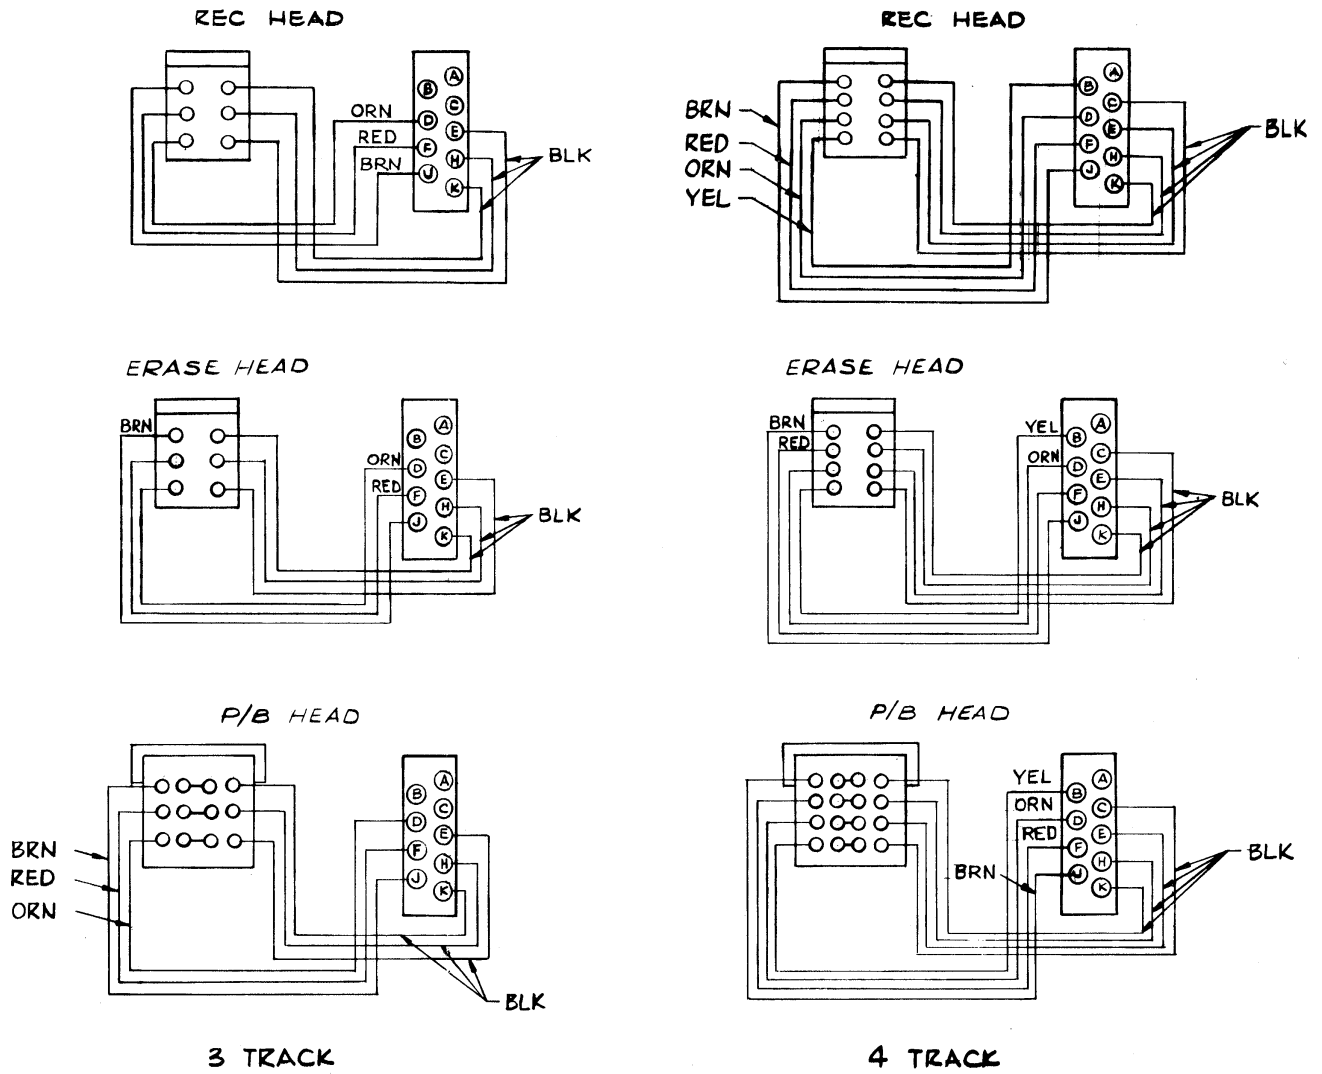 REC HEAD
A
B
C
ORN
D
E
RED
F
H
BRN
J
K
BLK
REC HEAD
A
B
C
D
E
F
H
J
K
BRN
RED
ORN
YEL
BLK
ERASE HEAD
BRN
A
B
C
ORN
D
E
RED
F
H
J
K
BLK
ERASE HEAD
BRN
RED
A
YEL
B
C
ORN
D
E
F
H
J
K
BLK
P/B HEAD
A
B
C
D
E
F
H
J
K
BRN
RED
ORN
BLK
P/B HEAD
A
YEL
B
C
ORN
D
E
RED
F
H
BRN
J
K
BLK
3 TRACK
4 TRACK